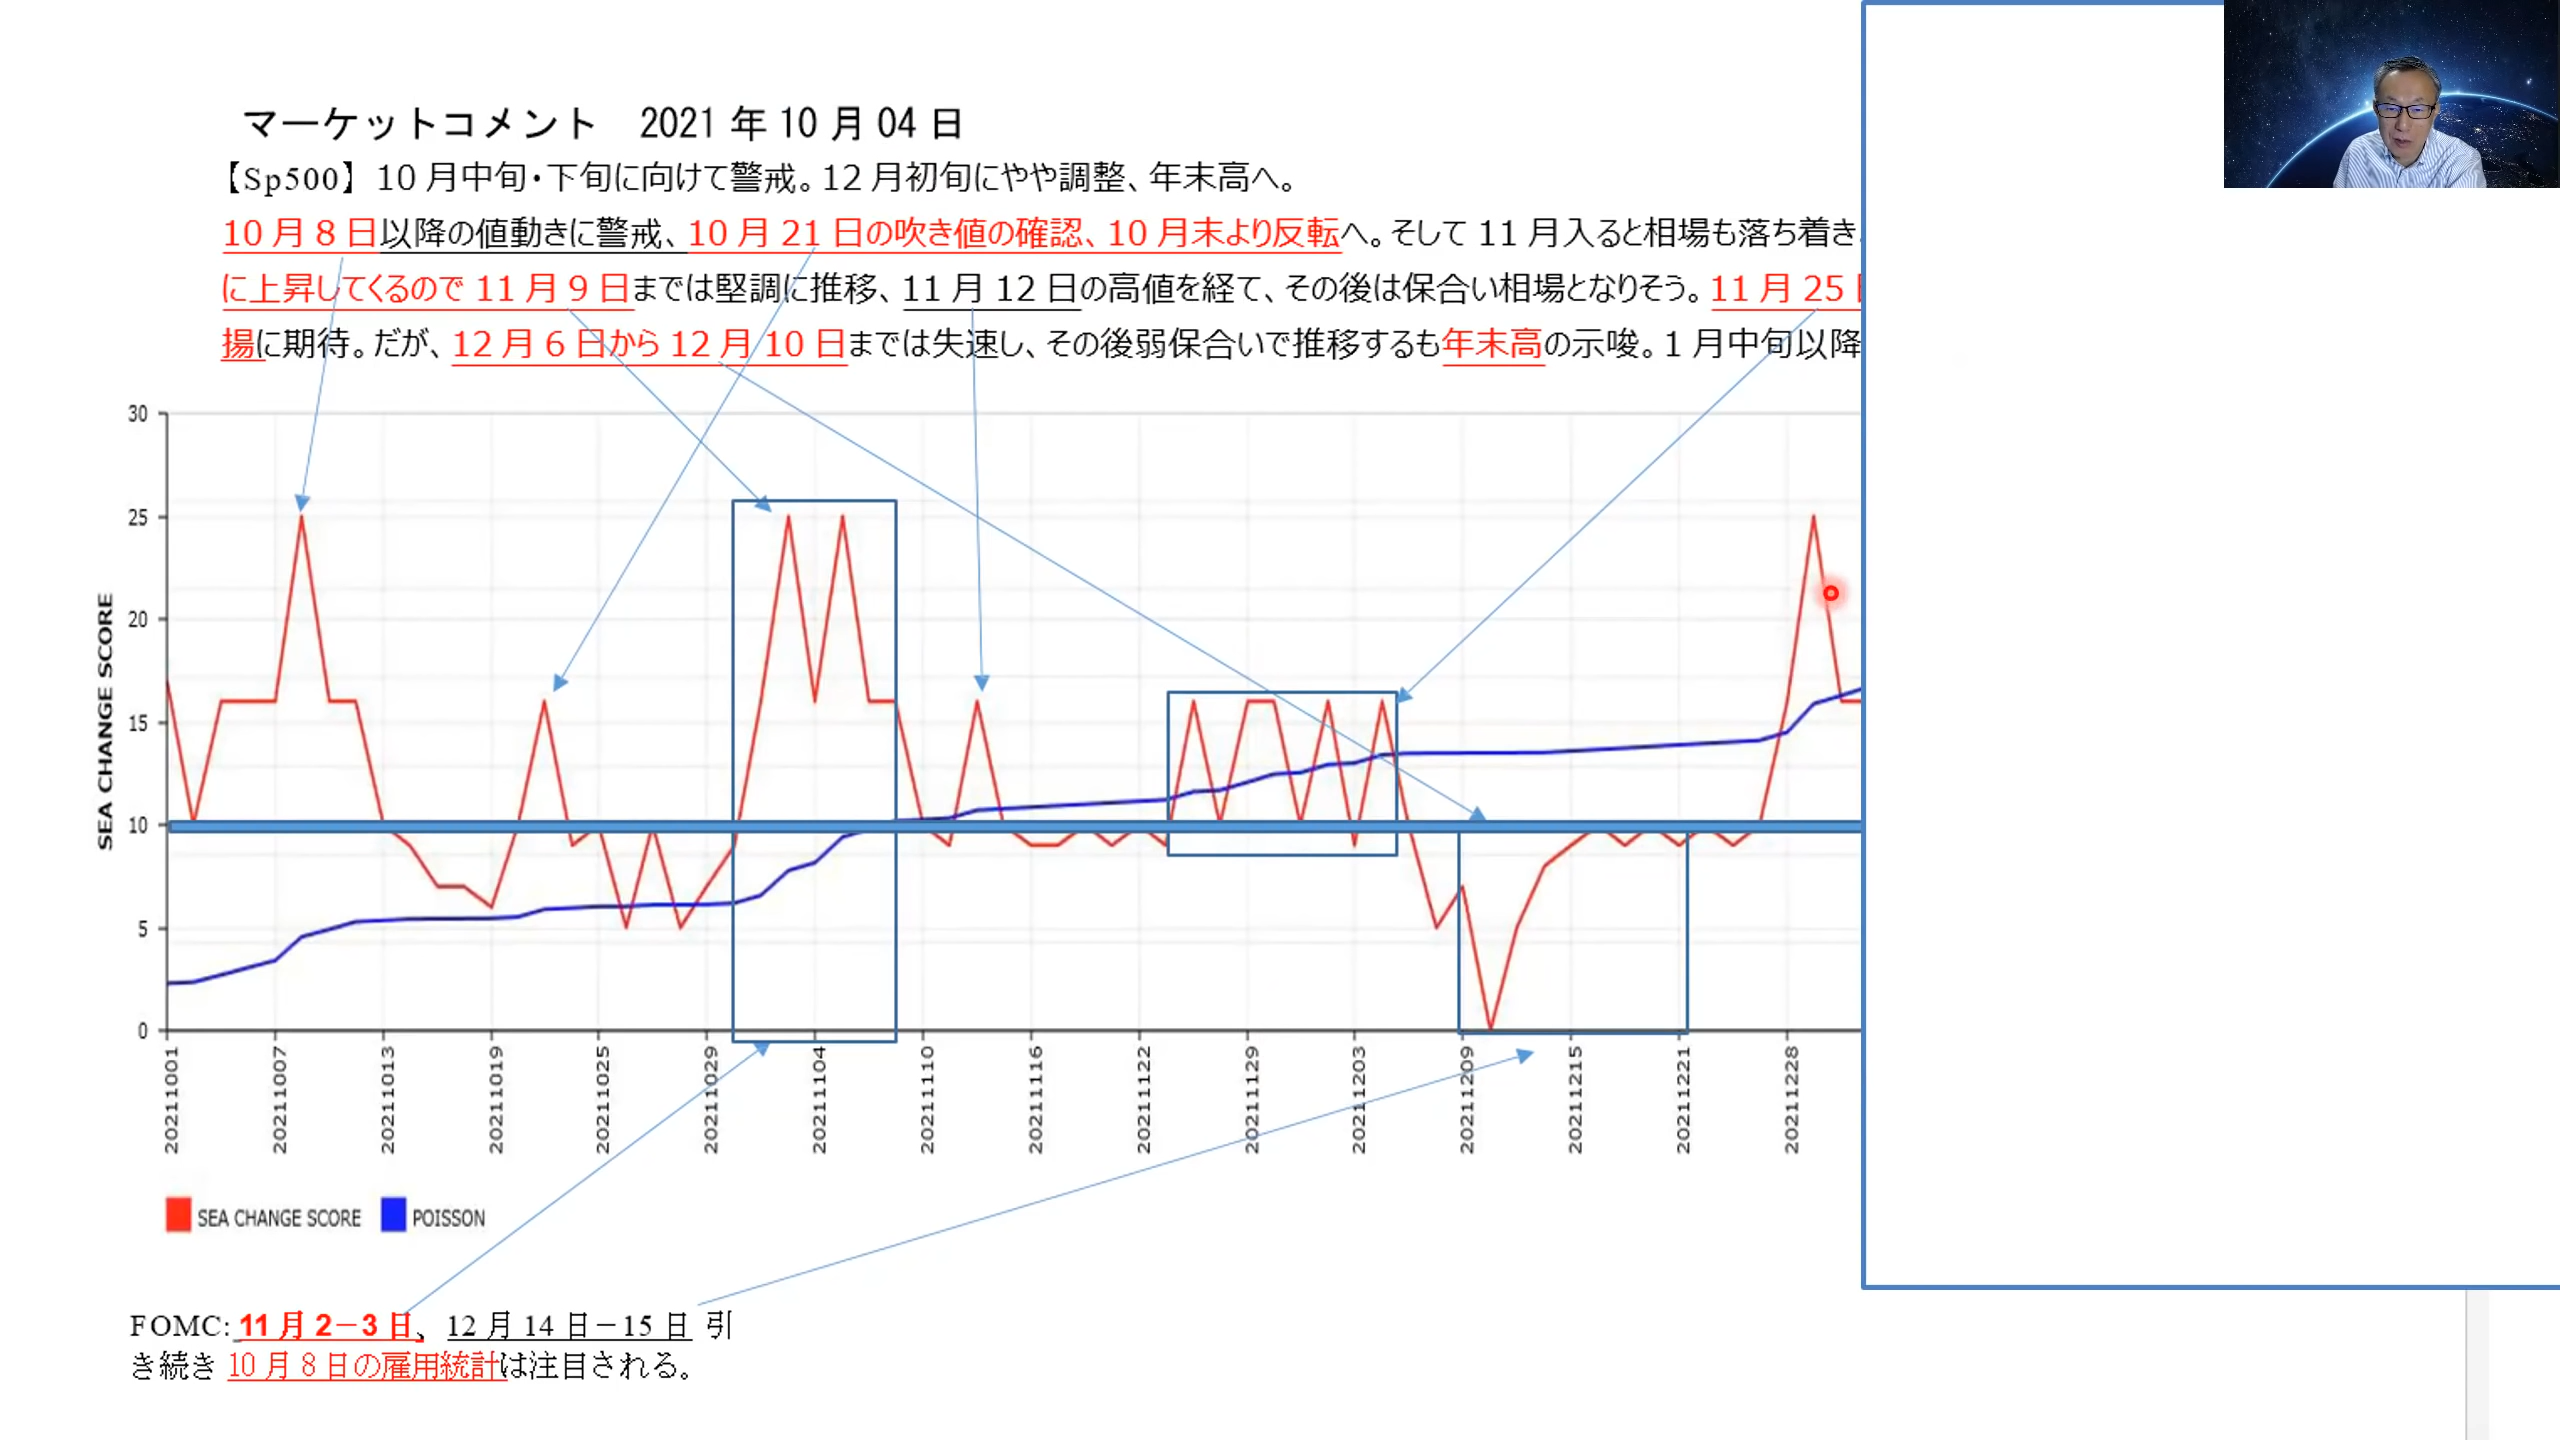 マーケットコメント　2021 年 10 月 04 日
【Sp500】10 月中旬・下旬に向けて警戒。12 月初旬にやや調整、年末高へ。
10 月 8 日以降の値動きに警戒、10 月 21 日の吹き値の確認、10 月末より反転へ。そして 11 月入ると相場も落ち着き
に上昇してくるので 11 月 9 日までは堅調に推移、11 月 12 日の高値を経て、その後は保合い相場となりそう。11 月 25
揚に期待。だが、12 月 6 日から 12 月 10 日までは失速し、その後弱保合いで推移するも年末高の示唆。1 月中旬以降
30
25
20
15
10
5
0
SEA CHANGE SCORE
20211001 20211007 20211013 20211019 20211025 20211029 20211104 20211110 20211116 20211122 20211129 20211203 20211209 20211215 20211221 20211228
SEA CHANGE SCORE POISSON
FOMC: 11 月 2－3 日、12 月 14 日－15 日 引
き続き 10 月 8 日の雇用統計は注目される。